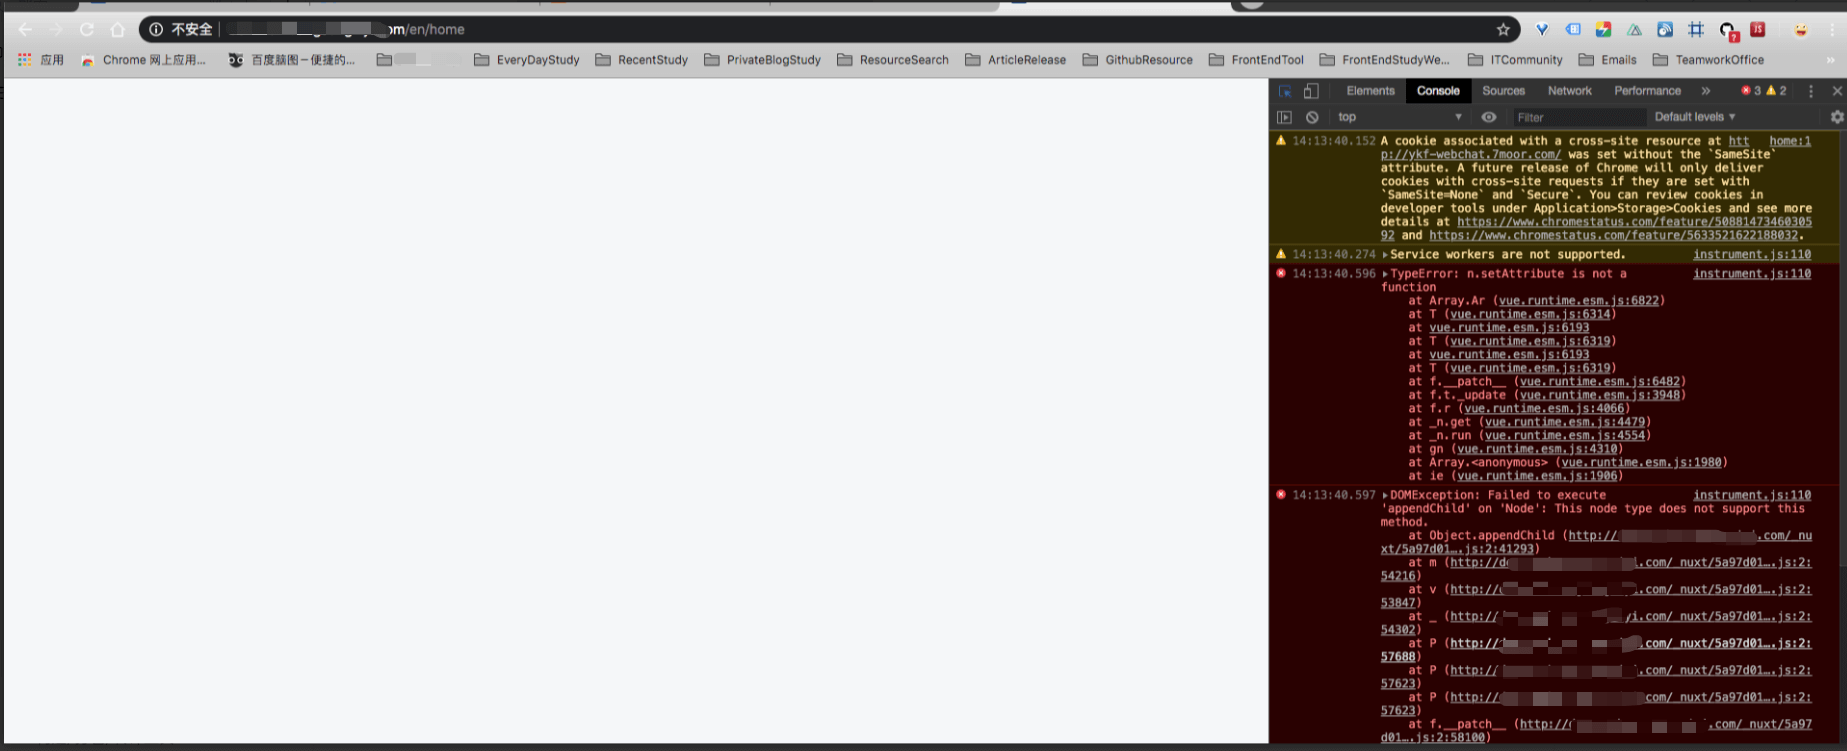 不安全 om/en/home
应用 Chrome 网上应用... 百度脑图－便捷的... EveryDayStudy RecentStudy PrivateBlogStudy ResourceSearch ArticleRelease GithubResource FrontEndTool FrontEndStudyWe... ITCommunity Emails TeamworkOffice »
Elements Console Sources Network Performance » 3 2
top Filter Default levels
14:13:40.152 A cookie associated with a cross-site resource at htt home:1
p://ykf-webchat.7moor.com/ was set without the `SameSite`
attribute. A future release of Chrome will only deliver
cookies with cross-site requests if they are set with
`SameSite=None` and `Secure`. You can review cookies in
developer tools under Application>Storage>Cookies and see more
details at https://www.chromestatus.com/feature/50881473460305
92 and https://www.chromestatus.com/feature/5633521622188032.
14:13:40.274 Service workers are not supported. instrument.js:110
14:13:40.596 TypeError: n.setAttribute is not a instrument.js:110
function
at Array.Ar (vue.runtime.esm.js:6822)
at T (vue.runtime.esm.js:6314)
at vue.runtime.esm.js:6193
at T (vue.runtime.esm.js:6319)
at vue.runtime.esm.js:6193
at T (vue.runtime.esm.js:6319)
at f.__patch__ (vue.runtime.esm.js:6482)
at f.t._update (vue.runtime.esm.js:3948)
at f.r (vue.runtime.esm.js:4066)
at _n.get (vue.runtime.esm.js:4479)
at _n.run (vue.runtime.esm.js:4554)
at gn (vue.runtime.esm.js:4310)
at Array.<anonymous> (vue.runtime.esm.js:1980)
at ie (vue.runtime.esm.js:1906)
14:13:40.597 DOMException: Failed to execute instrument.js:110
'appendChild' on 'Node': This node type does not support this
method.
at Object.appendChild (http:// .com/_nu
xt/5a97d01….js:2:41293)
at m (http://d i.com/_nuxt/5a97d01….js:2:
54216)
at v (http:// .com/_nuxt/5a97d01….js:2:
53847)
at _ (http:// yi.com/_nuxt/5a97d01….js:2:
54302)
at P (http:// .com/_nuxt/5a97d01….js:2:
57688)
at P (http:// .com/_nuxt/5a97d01….js:2:
57623)
at P (http:// com/_nuxt/5a97d01….js:2:
57623)
at f.__patch__ (http:// .com/_nuxt/5a97
d01….js:2:58100)